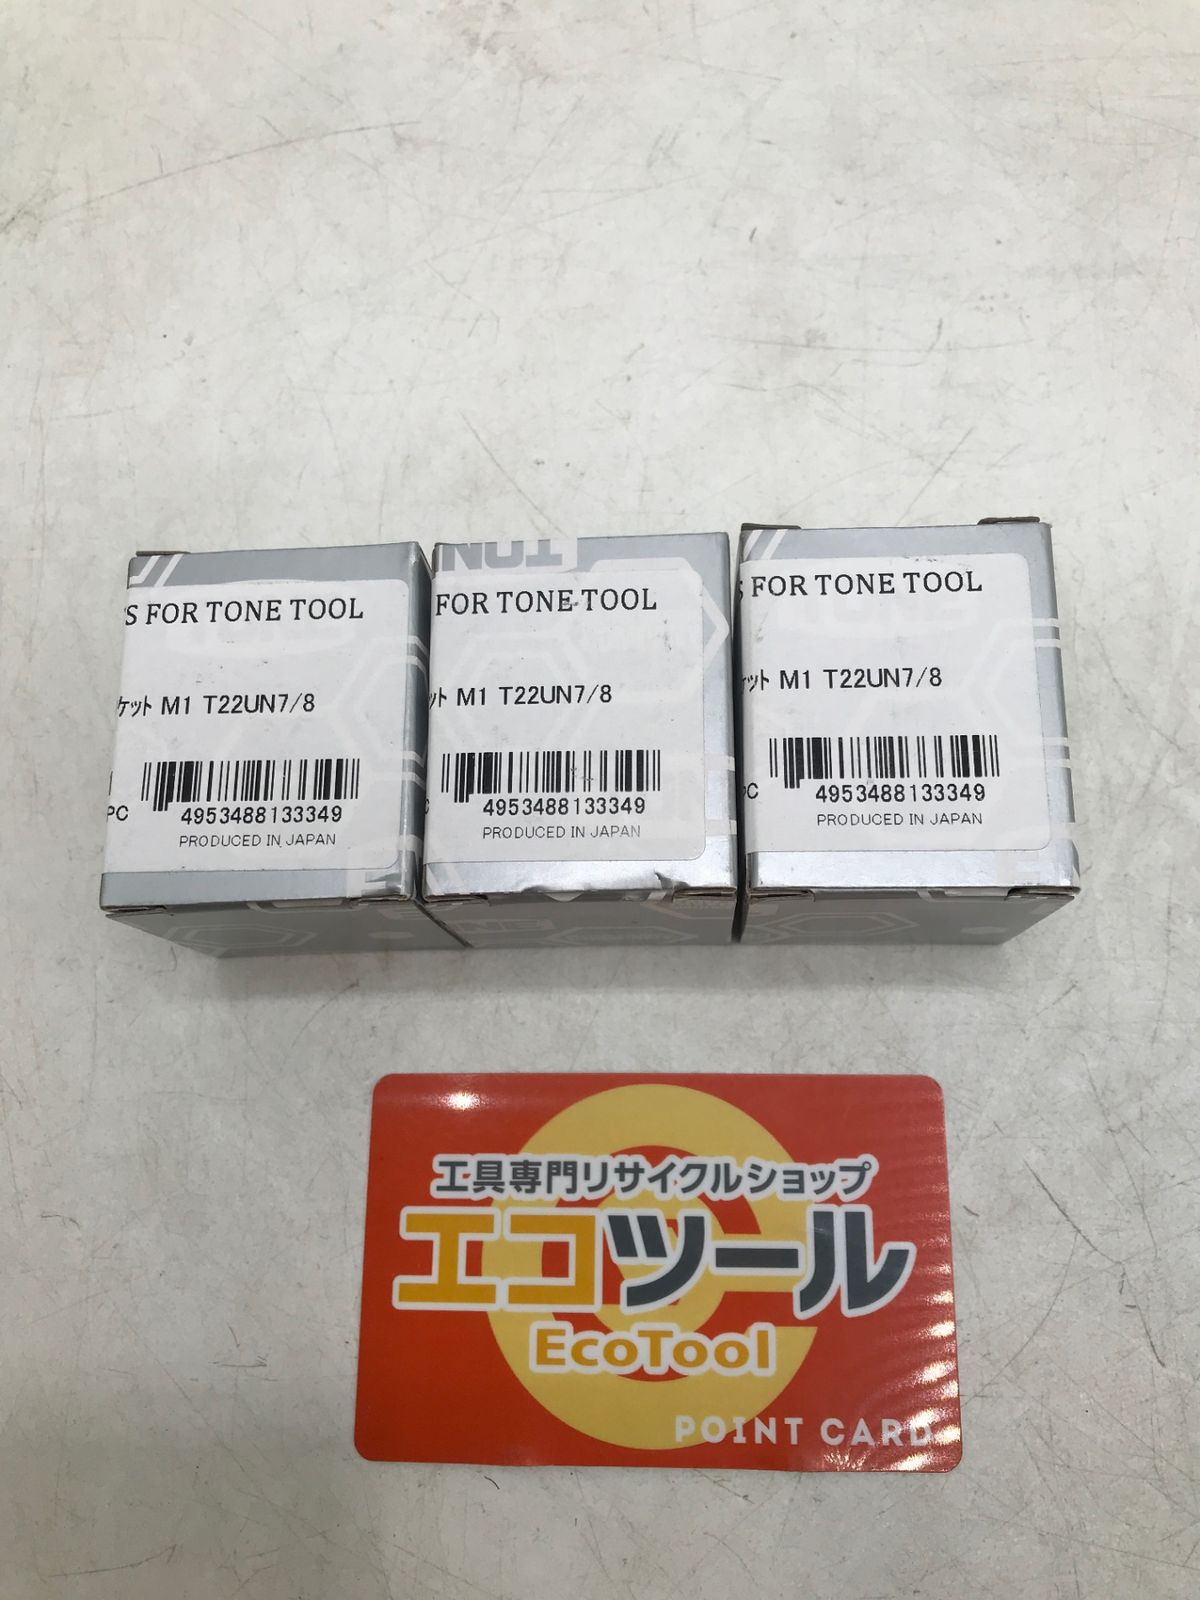 S FOR TONE TOOL
ケット M1 T22UN7/8
PC
4953488133349
PRODUCED IN JAPAN
TON
FOR TONE TOOL
ット M1 T22UN7/8
C
4953488133349
PRODUCED IN JAPAN
S FOR TONE TOOL
ケット M1 T22UN7/8
PC
4953488133349
PRODUCED IN JAPAN
工具専門リサイクルショップ
エコツール
EcoTool
POINT CARD